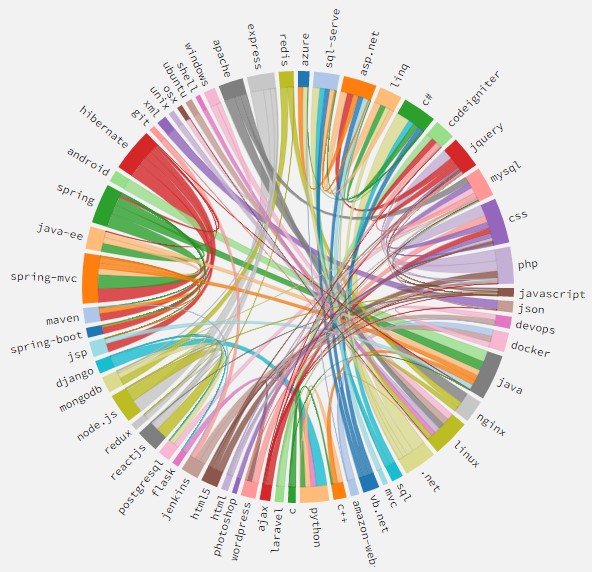 azure
sql-serve
asp.net
linq
c#
codeigniter
jquery
mysql
css
php
javascript
json
devops
docker
java
nginx
linux
.net
sql
mvc
vb.net
amazon-web-
c++
python
c
laravel
ajax
wordpress
photoshop
html
html5
jenkins
flask
postgresql
reactjs
redux
node.js
mongodb
django
jsp
spring-boot
maven
spring-mvc
java-ee
spring
android
hibernate
git
xml
unix
osx
ubuntu
shell
windows
apache
express
redis